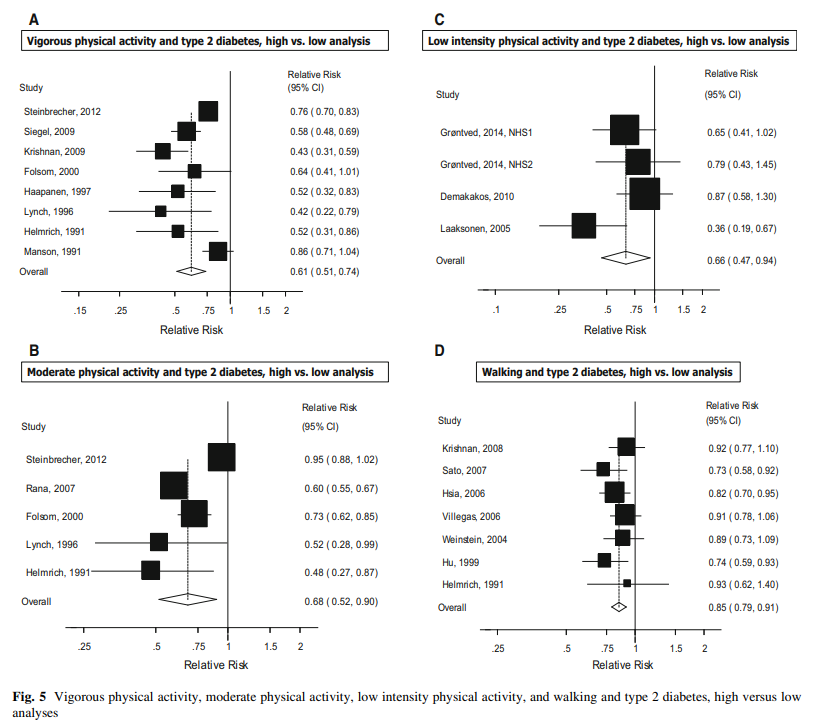 A
Vigorous physical activity and type 2 diabetes, high vs. low analysis
Relative Risk
Study (95% CI)
Steinbrecher, 2012 0.76 ( 0.70, 0.83)
Siegel, 2009 0.58 ( 0.48, 0.69)
Krishnan, 2009 0.43 ( 0.31, 0.59)
Folsom, 2000 0.64 ( 0.41, 1.01)
Haapanen, 1997 0.52 ( 0.32, 0.83)
Lynch, 1996 0.42 ( 0.22, 0.79)
Helmrich, 1991 0.52 ( 0.31, 0.86)
Manson, 1991 0.86 ( 0.71, 1.04)
Overall 0.61 ( 0.51, 0.74)
.15 .25 .5 .75 1 1.5 2
Relative Risk
B
Moderate physical activity and type 2 diabetes, high vs. low analysis
Relative Risk
Study (95% CI)
Steinbrecher, 2012 0.95 ( 0.88, 1.02)
Rana, 2007 0.60 ( 0.55, 0.67)
Folsom, 2000 0.73 ( 0.62, 0.85)
Lynch, 1996 0.52 ( 0.28, 0.99)
Helmrich, 1991 0.48 ( 0.27, 0.87)
Overall 0.68 ( 0.52, 0.90)
.25 .5 .75 1 1.5 2
Relative Risk
C
Low intensity physical activity and type 2 diabetes, high vs. low analysis
Relative Risk
Study (95% CI)
Grøntved, 2014, NHS1 0.65 ( 0.41, 1.02)
Grøntved, 2014, NHS2 0.79 ( 0.43, 1.45)
Demakakos, 2010 0.87 ( 0.58, 1.30)
Laaksonen, 2005 0.36 ( 0.19, 0.67)
Overall 0.66 ( 0.47, 0.94)
.1 .25 .5 .75 1 1.5 2
Relative Risk
D
Walking and type 2 diabetes, high vs. low analysis
Relative Risk
Study (95% CI)
Krishnan, 2008 0.92 ( 0.77, 1.10)
Sato, 2007 0.73 ( 0.58, 0.92)
Hsia, 2006 0.82 ( 0.70, 0.95)
Villegas, 2006 0.91 ( 0.78, 1.06)
Weinstein, 2004 0.89 ( 0.73, 1.09)
Hu, 1999 0.74 ( 0.59, 0.93)
Helmrich, 1991 0.93 ( 0.62, 1.40)
Overall 0.85 ( 0.79, 0.91)
.25 .5 .75 1 1.5 2
Relative Risk
Fig. 5 Vigorous physical activity, moderate physical activity, low intensity physical activity, and walking and type 2 diabetes, high versus low
analyses